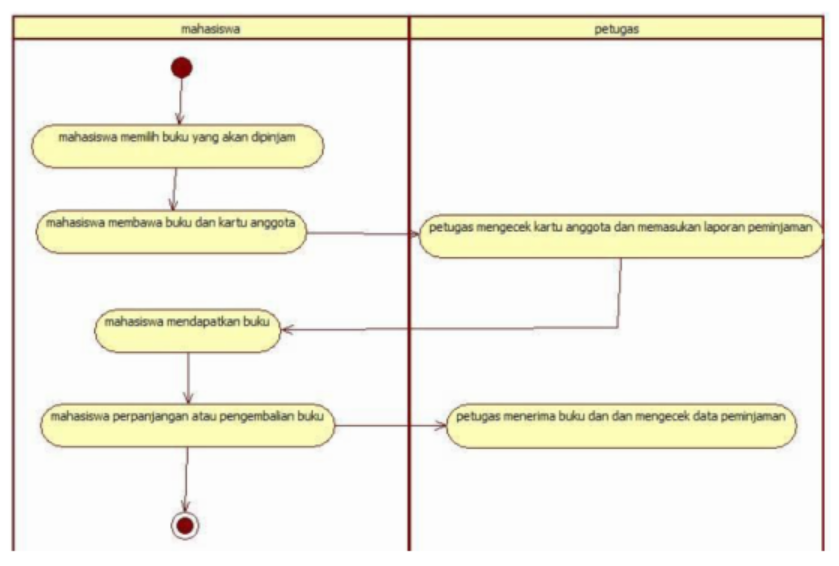 mahasiswa
petugas
mahasiswa memilih buku yang akan dipinjam
mahasiswa membawa buku dan kartu anggota
petugas mengecek kartu anggota dan memasukan laporan peminjaman
mahasiswa mendapatkan buku
mahasiswa perpanjangan atau pengembalian buku
petugas menerima buku dan dan mengecek data peminjaman